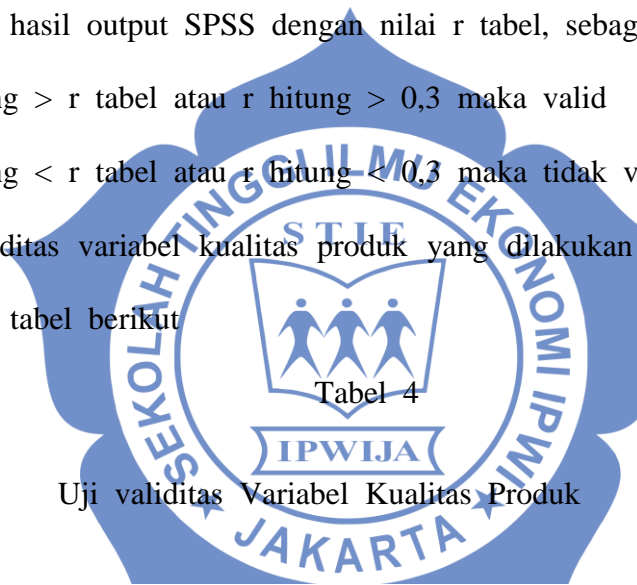 hasil output SPSS dengan nilai r tabel, sebag
ng > r tabel atau r hitung > 0,3 maka valid
ng < r tabel atau r hitung < 0,3 maka tidak v
ditas variabel kualitas produk yang dilakukan
tabel berikut
Tabel 4
Uji validitas Variabel Kualitas Produk
SEKOLAH TINGGI ILMU EKONOMI IPWI
STIE
IPWIJA
JAKARTA